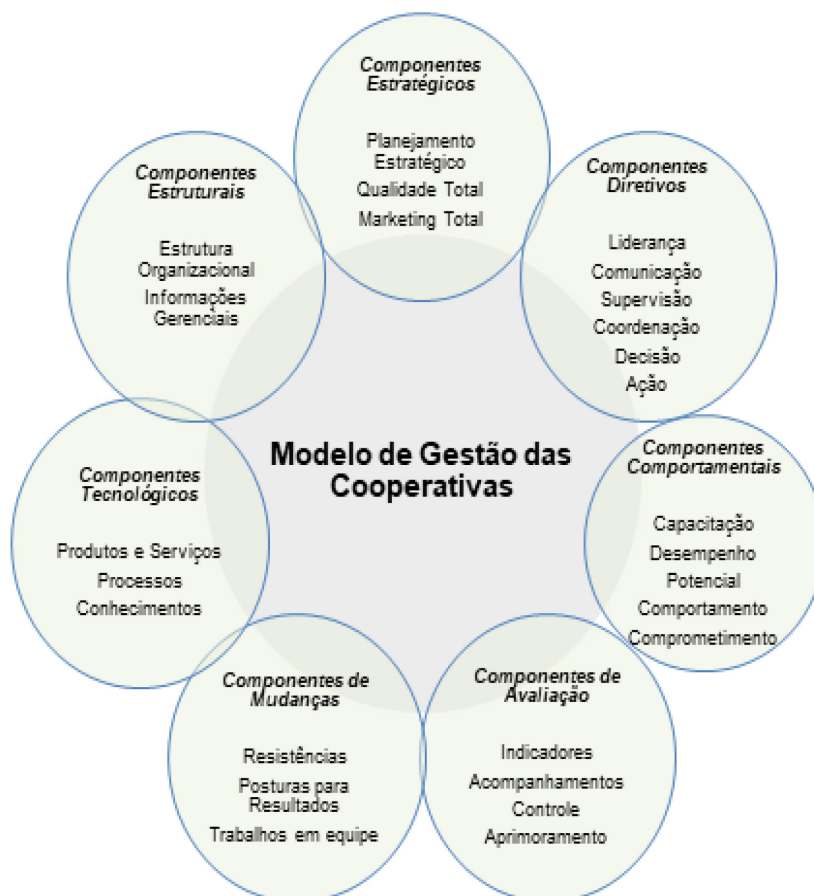 Componentes
Estratégicos
Planejamento
Estratégico
Qualidade Total
Marketing Total
Componentes
Diretivos
Liderança
Comunicação
Supervisão
Coordenação
Decisão
Ação
Componentes
Comportamentais
Capacitação
Desempenho
Potencial
Comportamento
Comprometimento
Componentes de
Avaliação
Indicadores
Acompanhamentos
Controle
Aprimoramento
Componentes de
Mudanças
Resistências
Posturas para
Resultados
Trabalhos em equipe
Componentes
Tecnológicos
Produtos e Serviços
Processos
Conhecimentos
Componentes
Estruturais
Estrutura
Organizacional
Informações
Gerenciais
Modelo de Gestão das
Cooperativas